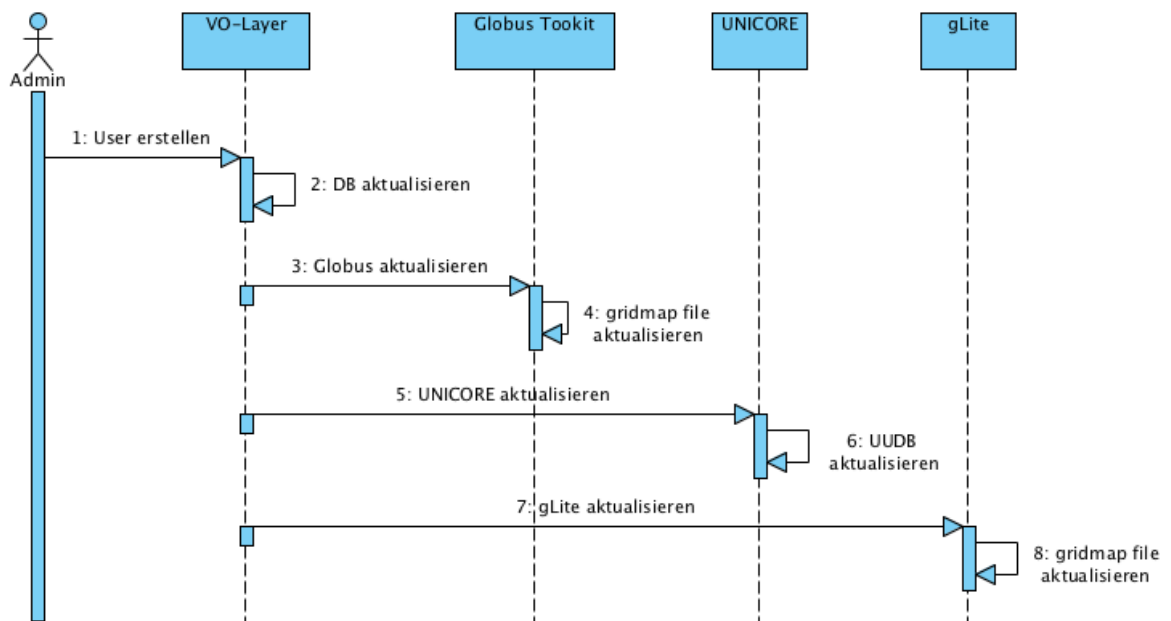 VO-Layer
Globus Tookit
UNICORE
gLite
Admin
1: User erstellen
2: DB aktualisieren
3: Globus aktualisieren
4: gridmap file
aktualisieren
5: UNICORE aktualisieren
6: UUDB
aktualisieren
7: gLite aktualisieren
8: gridmap file
aktualisieren